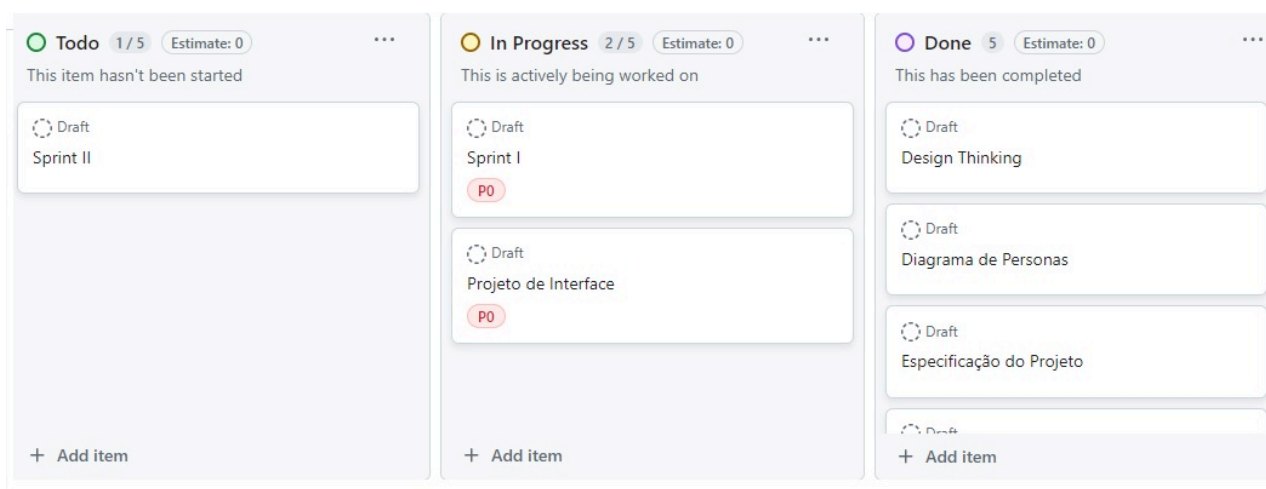 Todo 1 / 5 Estimate: 0
This item hasn't been started
Draft
Sprint II
+ Add item
In Progress 2 / 5 Estimate: 0
This is actively being worked on
Draft
Sprint I
P0
Draft
Projeto de Interface
P0
+ Add item
Done 5 Estimate: 0
This has been completed
Draft
Design Thinking
Draft
Diagrama de Personas
Draft
Especificação do Projeto
Draft
+ Add item